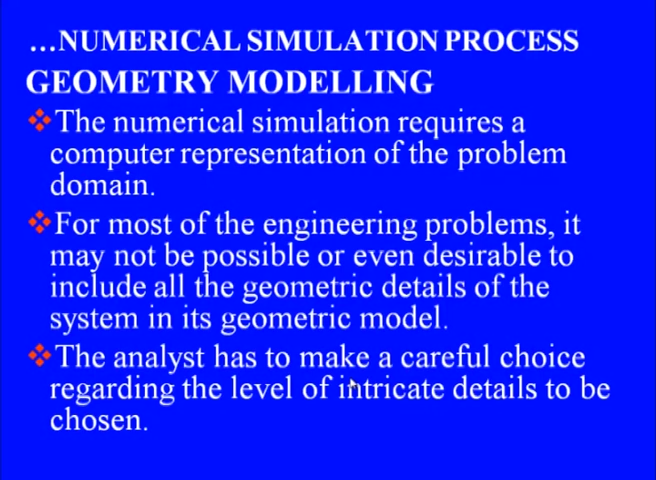 ...NUMERICAL SIMULATION PROCESS
GEOMETRY MODELLING
The numerical simulation requires a
computer representation of the problem
domain.
For most of the engineering problems, it
may not be possible or even desirable to
include all the geometric details of the
system in its geometric model.
The analyst has to make a careful choice
regarding the level of intricate details to be
chosen.